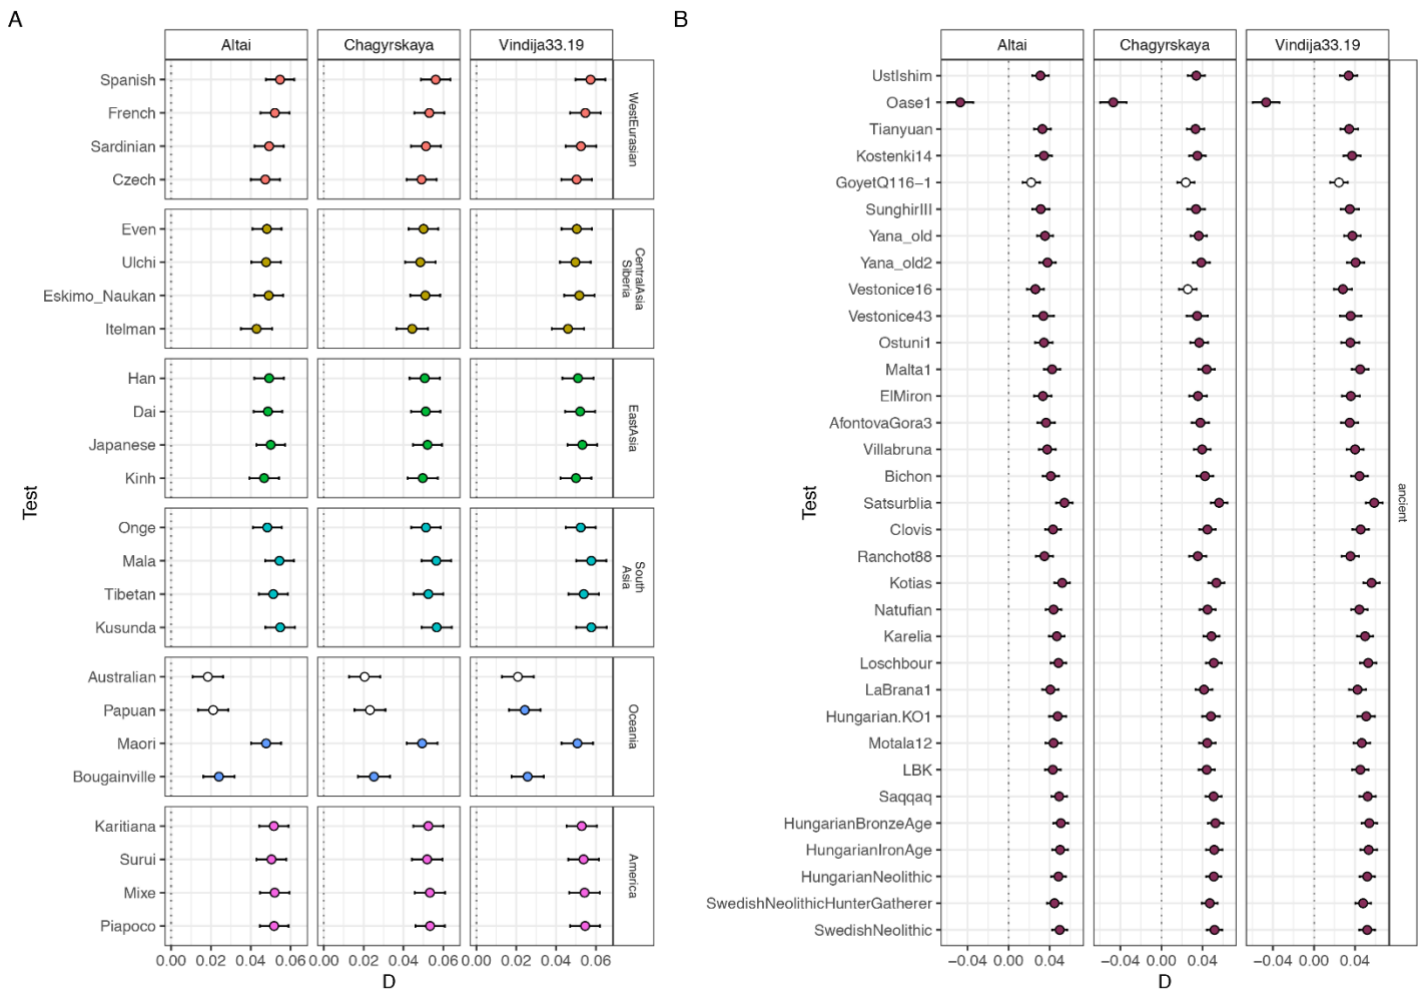 A
Altai Chagyrskaya Vindija33.19
Spanish
French
Sardinian
Czech
WestEurasian
Even
Ulchi
Eskimo_Naukan
Itelman
CentralAsia
Siberia
Han
Dai
Japanese
Kinh
EastAsia
Onge
Mala
Tibetan
Kusunda
South
Asia
Australian
Papuan
Maori
Bougainville
Oceania
Karitiana
Surui
Mixe
Piapoco
America
Test
0.00 0.02 0.04 0.06 0.00 0.02 0.04 0.06 0.00 0.02 0.04 0.06
D
B
Altai Chagyrskaya Vindija33.19
UstIshim
Oase1
Tianyuan
Kostenki14
GoyetQ116−1
SunghirIII
Yana_old
Yana_old2
Vestonice16
Vestonice43
Ostuni1
Malta1
ElMiron
AfontovaGora3
Villabruna
Bichon
Satsurblia
Clovis
Ranchot88
Kotias
Natufian
Karelia
Loschbour
LaBrana1
Hungarian.KO1
Motala12
LBK
Saqqaq
HungarianBronzeAge
HungarianIronAge
HungarianNeolithic
SwedishNeolithicHunterGatherer
SwedishNeolithic
ancient
Test
−0.04 0.00 0.04 −0.04 0.00 0.04 −0.04 0.00 0.04
D